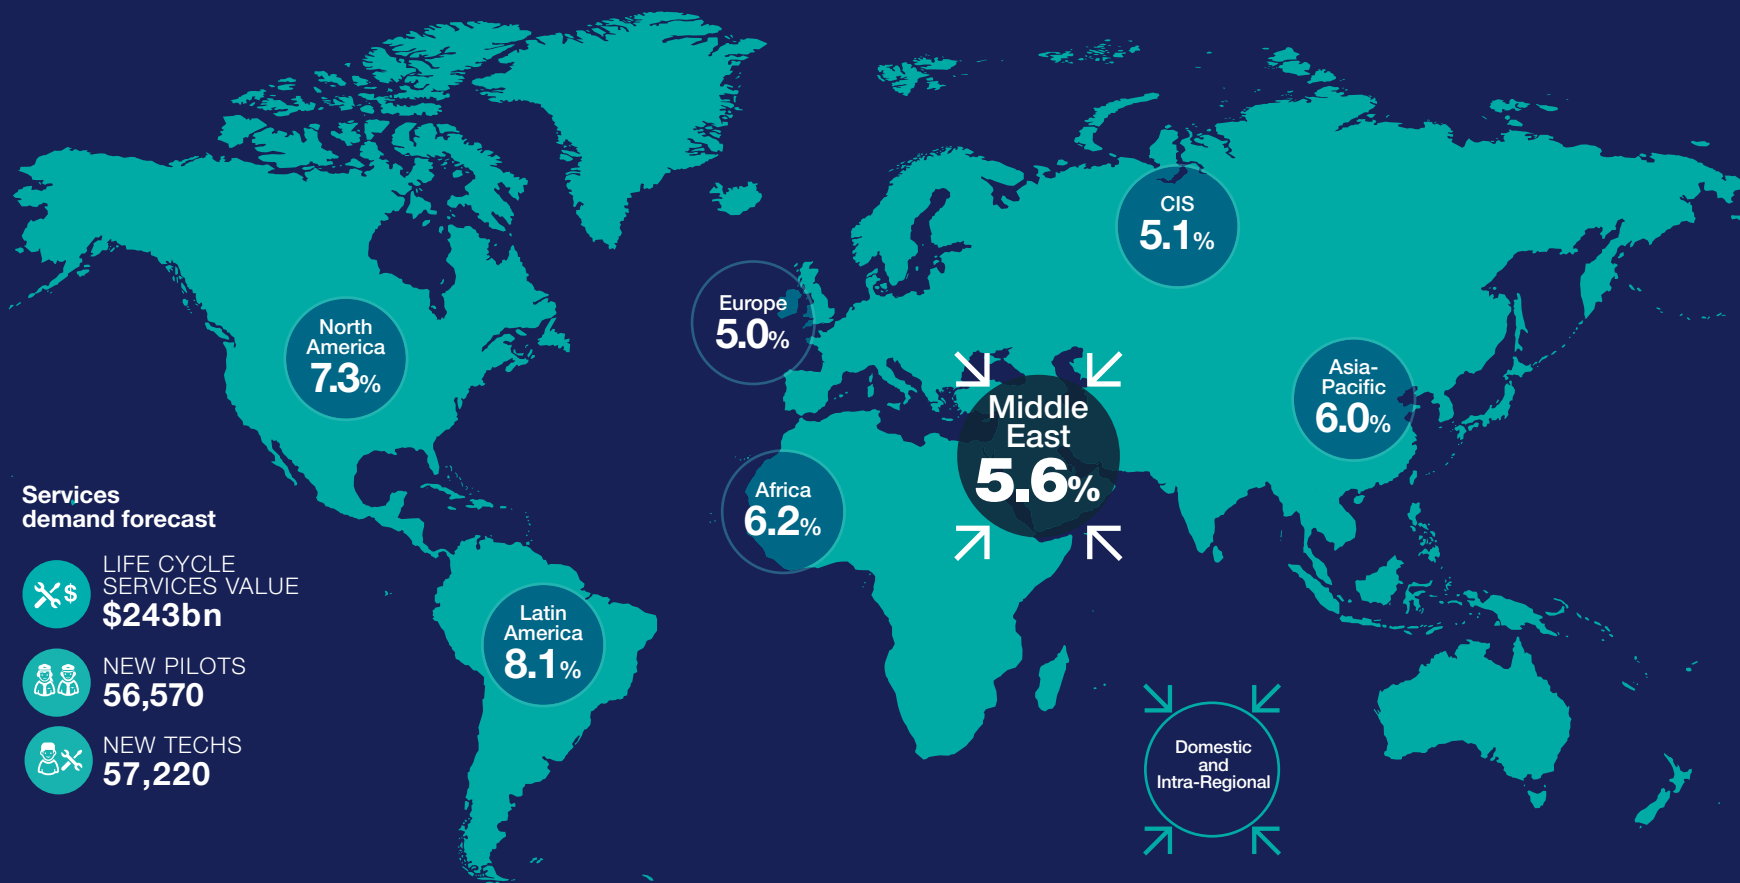 CIS
5.1%
Europe
5.0%
North
America
7.3%
Asia-
Pacific
6.0%
Middle
East
5.6%
Africa
6.2%
Latin
America
8.1%
Services
demand forecast
LIFE CYCLE
SERVICES VALUE
$243bn
NEW PILOTS
56,570
NEW TECHS
57,220
$
Domestic
and
Intra-Regional